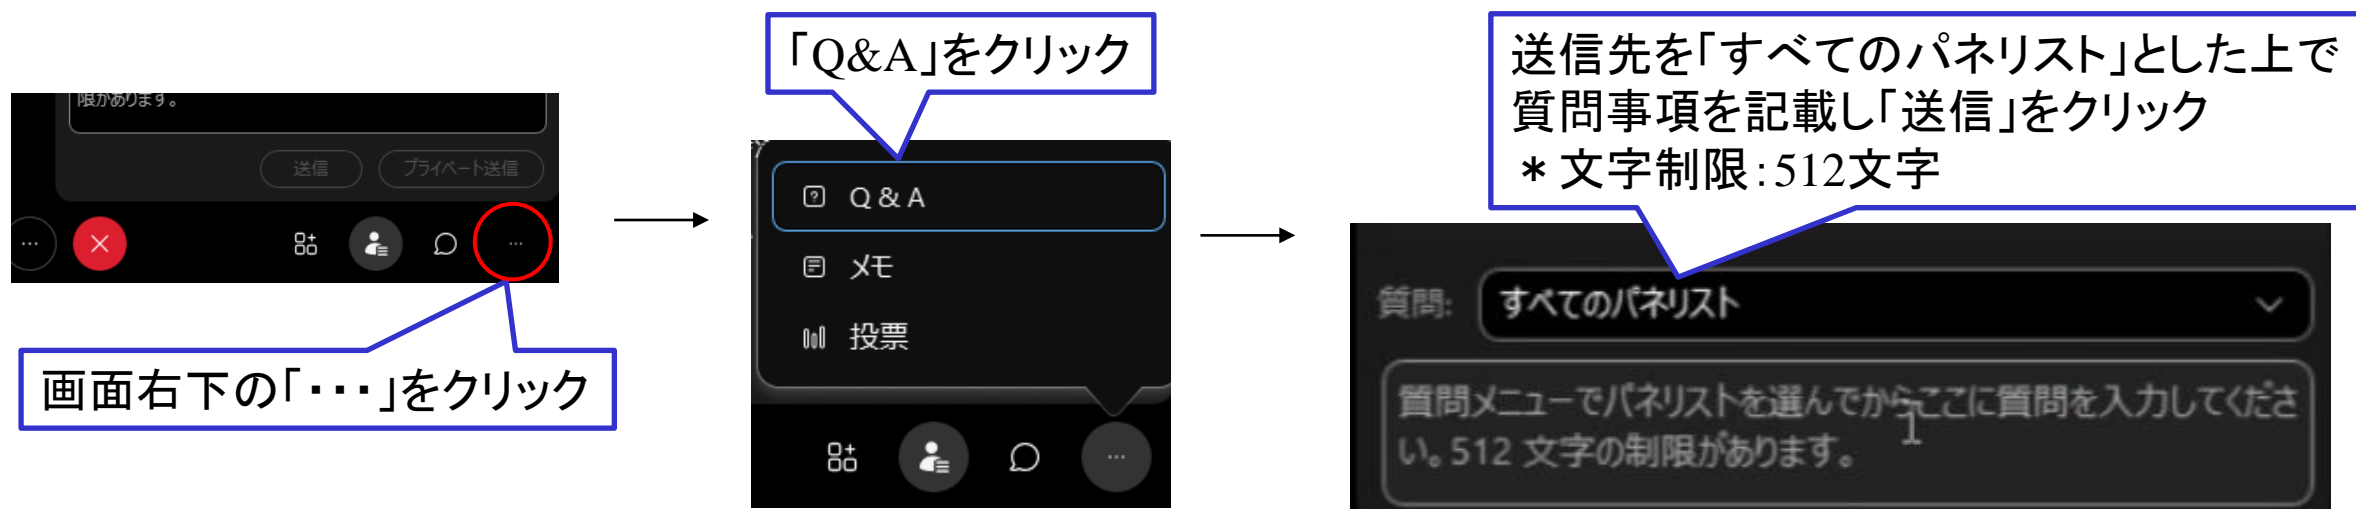 限があります。
送信
プライベート送信
画面右下の「・・・」をクリック
「Q&A」をクリック
Q & A
メモ
投票
送信先を「すべてのパネリスト」とした上で
質問事項を記載し「送信」をクリック
＊文字制限：512文字
質問:
すべてのパネリスト
質問メニューでパネリストを選んでからここに質問を入力してくださ
い。512 文字の制限があります。